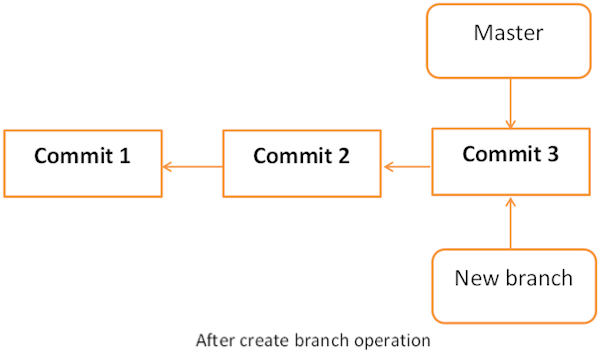 Master
Commit 1
Commit 2
Commit 3
New branch
After create branch operation